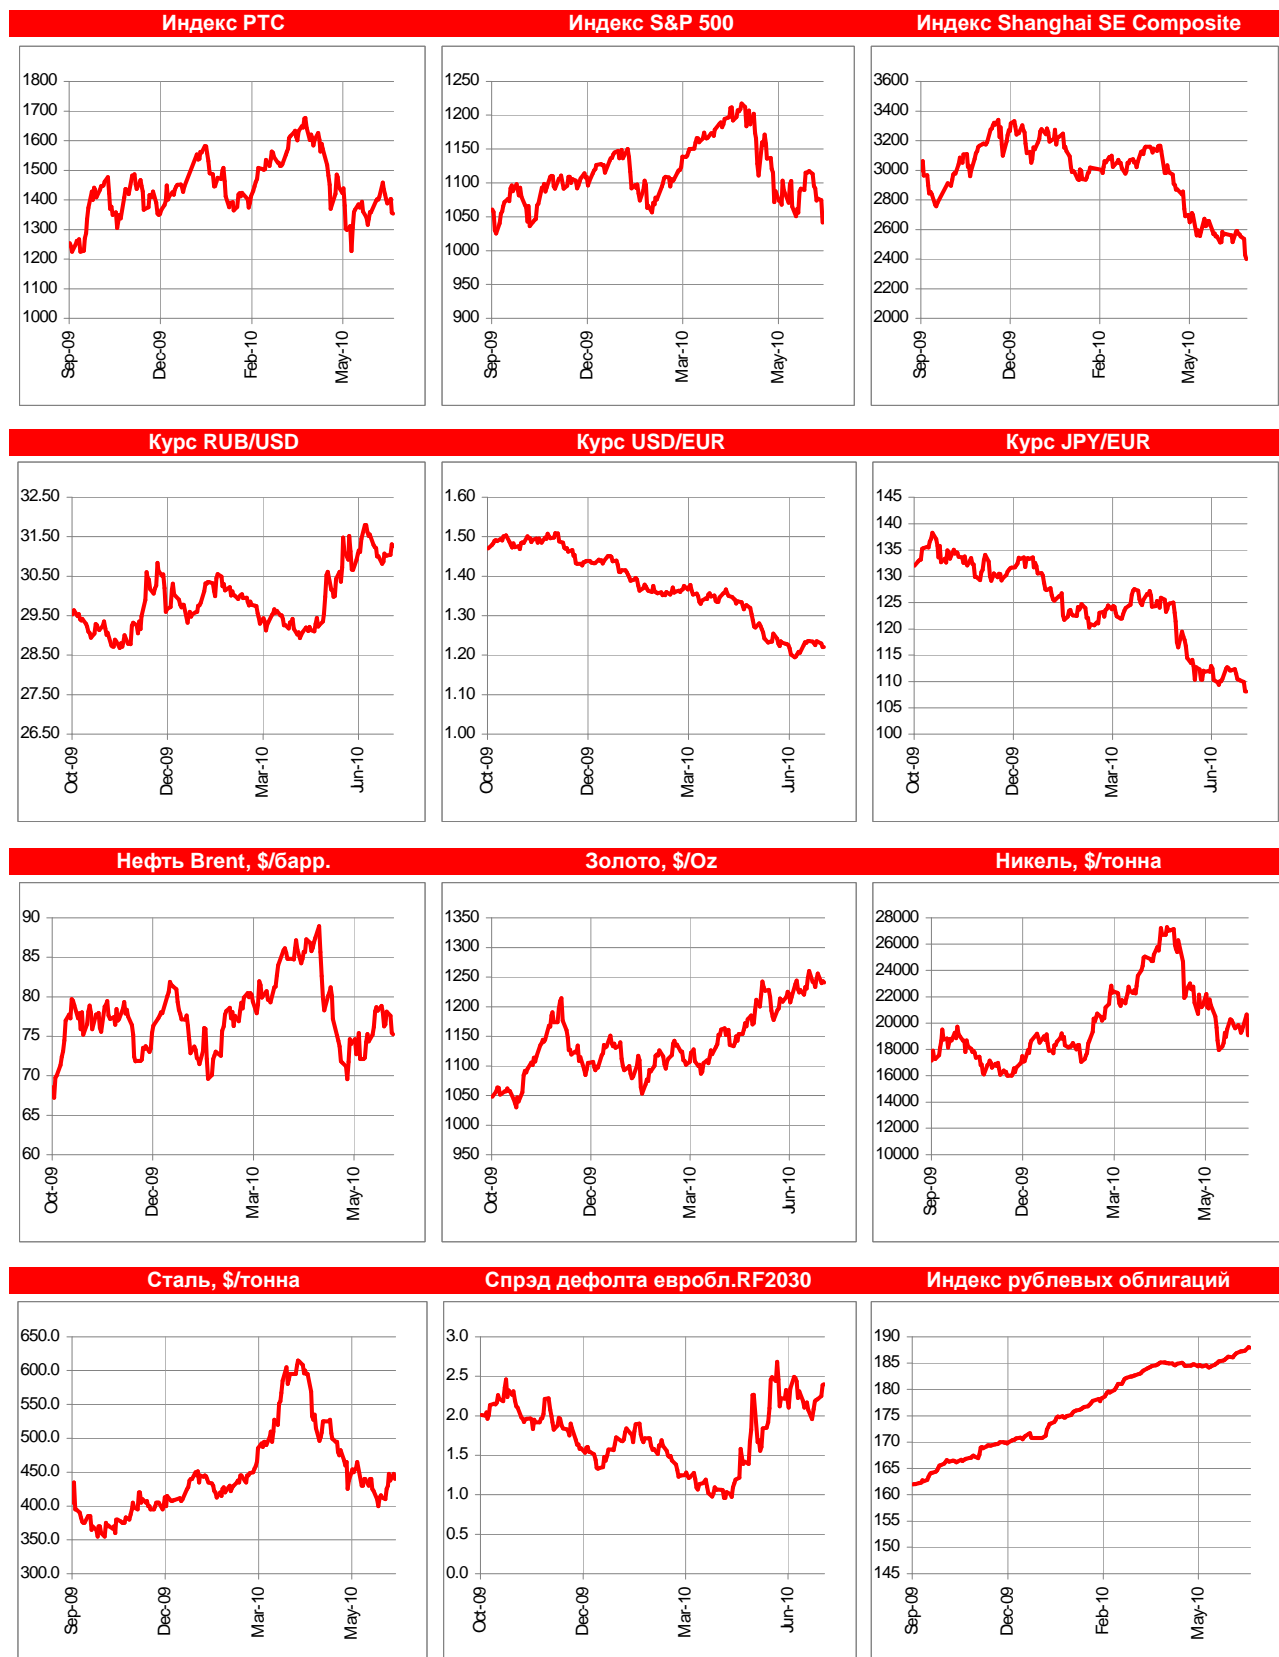 Индекс РТС
1800
1700
1600
1500
1400
1300
1200
1100
1000
Sep-09
Dec-09
Feb-10
May-10
Индекс S&P 500
1250
1200
1150
1100
1050
1000
950
900
Sep-09
Dec-09
Mar-10
May-10
Индекс Shanghai SE Composite
3600
3400
3200
3000
2800
2600
2400
2200
2000
Sep-09
Dec-09
Feb-10
May-10
Курс RUB/USD
32.50
31.50
30.50
29.50
28.50
27.50
26.50
Oct-09
Dec-09
Mar-10
Jun-10
Курс USD/EUR
1.60
1.50
1.40
1.30
1.20
1.10
1.00
Oct-09
Dec-09
Mar-10
Jun-10
Курс JPY/EUR
145
140
135
130
125
120
115
110
105
100
Oct-09
Dec-09
Mar-10
Jun-10
Нефть Brent, $/барр.
90
85
80
75
70
65
60
Oct-09
Dec-09
Mar-10
May-10
Золото, $/Oz
1350
1300
1250
1200
1150
1100
1050
1000
950
Oct-09
Dec-09
Mar-10
Jun-10
Никель, $/тонна
28000
26000
24000
22000
20000
18000
16000
14000
12000
10000
Sep-09
Dec-09
Mar-10
May-10
Сталь, $/тонна
650.0
600.0
550.0
500.0
450.0
400.0
350.0
300.0
Sep-09
Dec-09
Mar-10
May-10
Спрэд дефолта евробл.RF2030
3.0
2.5
2.0
1.5
1.0
0.5
0.0
Oct-09
Dec-09
Mar-10
Jun-10
Индекс рублевых облигаций
190
185
180
175
170
165
160
155
150
145
Sep-09
Dec-09
Feb-10
May-10